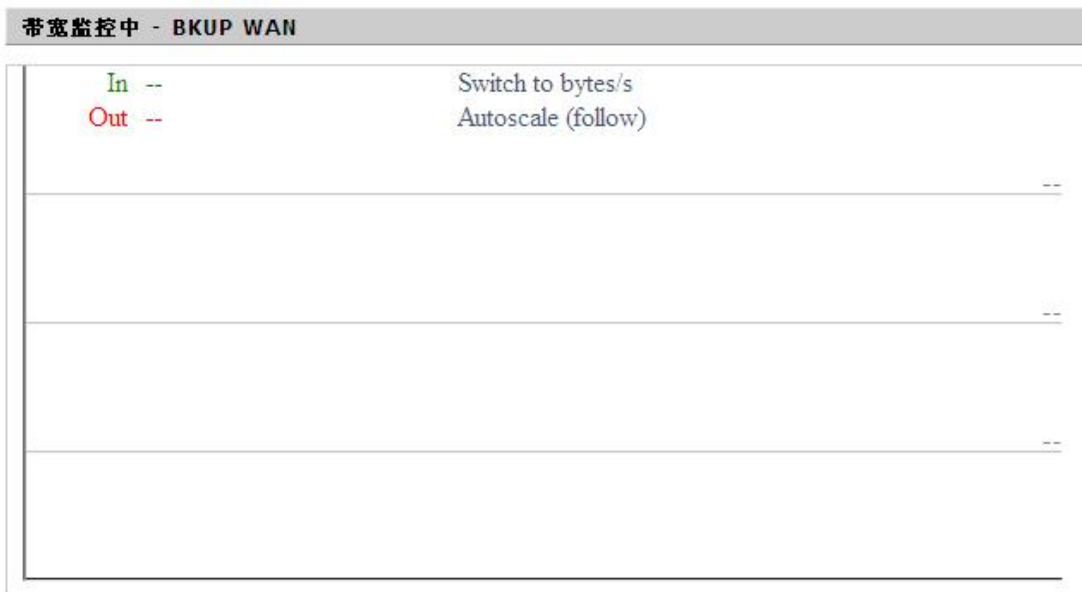 带宽监控中 - BKUP WAN
In -- Switch to bytes/s
Out -- Autoscale (follow)
--
--
--